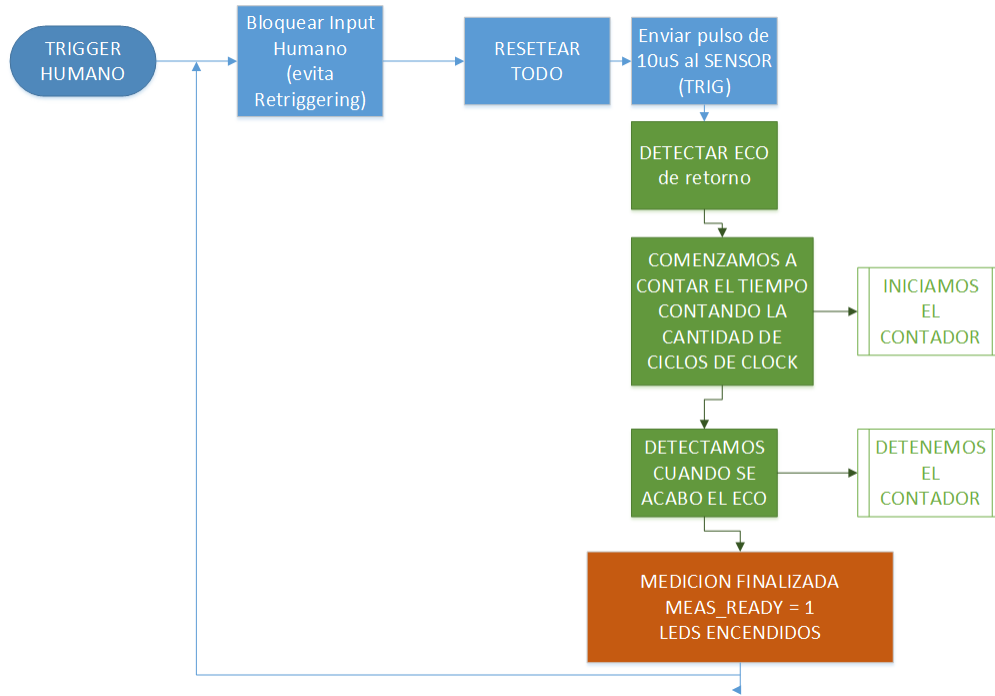 TRIGGER
HUMANO
Bloquear Input
Humano
(evita
Retriggering)
RESETEAR
TODO
Enviar pulso de
10uS al SENSOR
(TRIG)
DETECTAR ECO
de retorno
COMENZAMOS A
CONTAR EL TIEMPO
CONTANDO LA
CANTIDAD DE
CICLOS DE CLOCK
INICIAMOS
EL
CONTADOR
DETECTAMOS
CUANDO SE
ACABO EL ECO
DETENEMOS
EL
CONTADOR
MEDICION FINALIZADA
MEAS_READY = 1
LEDS ENCENDIDOS